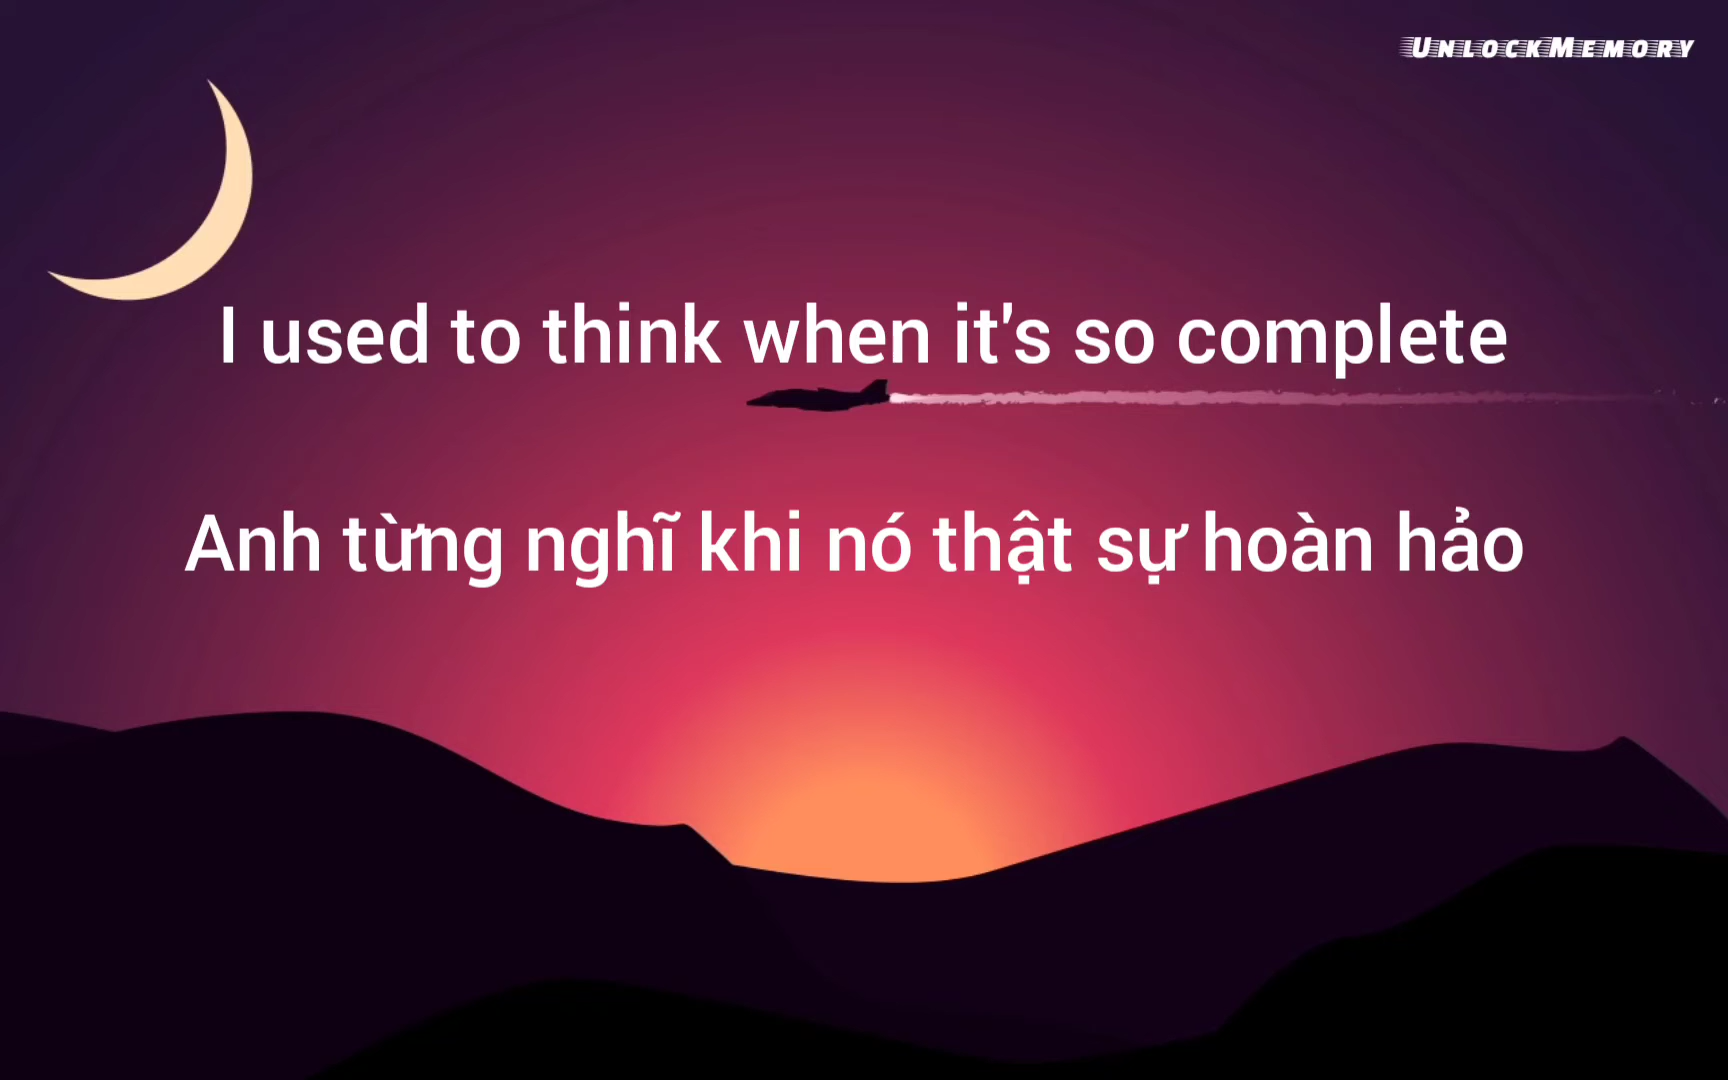 UNLOCKMEMORY
I used to think when it's so complete
Anh từng nghĩ khi nó thật sự hoàn hảo